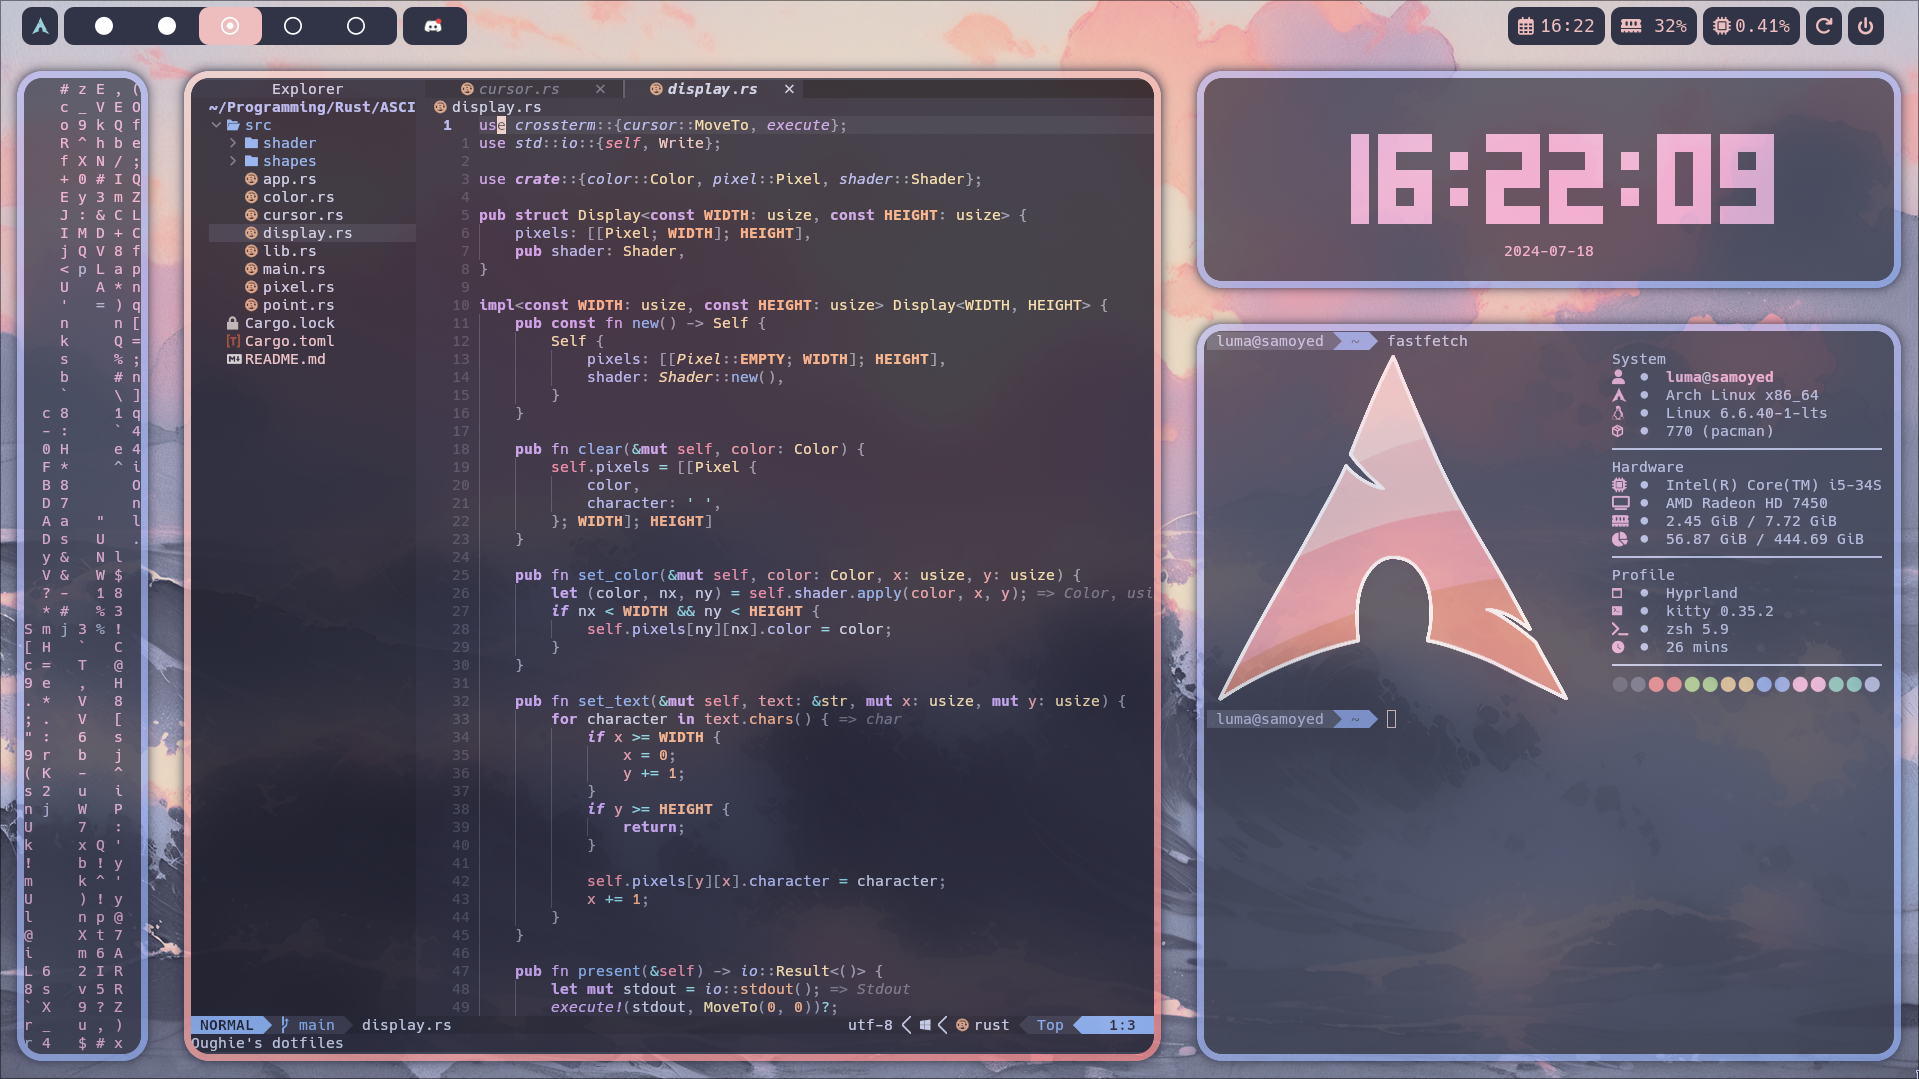 16:22
32%
0.41%
Explorer
~/Programming/Rust/ASCI
src
shader
shapes
app.rs
color.rs
cursor.rs
display.rs
lib.rs
main.rs
pixel.rs
point.rs
Cargo.lock
Cargo.toml
README.md
cursor.rs ×
display.rs ×
display.rs
1 use crossterm::{cursor::MoveTo, execute};
1 use std::io::{self, Write};
2
3 use crate::{color::Color, pixel::Pixel, shader::Shader};
4
5 pub struct Display<const WIDTH: usize, const HEIGHT: usize> {
6 pixels: [[Pixel; WIDTH]; HEIGHT],
7 pub shader: Shader,
8 }
9
10 impl<const WIDTH: usize, const HEIGHT: usize> Display<WIDTH, HEIGHT> {
11 pub const fn new() -> Self {
12 Self {
13 pixels: [[Pixel::EMPTY; WIDTH]; HEIGHT],
14 shader: Shader::new(),
15 }
16 }
17
18 pub fn clear(&mut self, color: Color) {
19 self.pixels = [[Pixel {
20 color,
21 character: ' ',
22 }; WIDTH]; HEIGHT]
23 }
24
25 pub fn set_color(&mut self, color: Color, x: usize, y: usize) {
26 let (color, nx, ny) = self.shader.apply(color, x, y); => Color, usi
27 if nx < WIDTH && ny < HEIGHT {
28 self.pixels[ny][nx].color = color;
29 }
30 }
31
32 pub fn set_text(&mut self, text: &str, mut x: usize, mut y: usize) {
33 for character in text.chars() { => char
34 if x >= WIDTH {
35 x = 0;
36 y += 1;
37 }
38 if y >= HEIGHT {
39 return;
40 }
41
42 self.pixels[y][x].character = character;
43 x += 1;
44 }
45 }
46
47 pub fn present(&self) -> io::Result<()> {
48 let mut stdout = io::stdout(); => Stdout
49 execute!(stdout, MoveTo(0, 0))?;
NORMAL main display.rs utf-8 rust Top 1:3
Oughie's dotfiles
16:22:09
2024-07-18
luma@samoyed ~ fastfetch
System
luma@samoyed
Arch Linux x86_64
Linux 6.6.40-1-lts
770 (pacman)
Hardware
Intel(R) Core(TM) i5-34S
AMD Radeon HD 7450
2.45 GiB / 7.72 GiB
56.87 GiB / 444.69 GiB
Profile
Hyprland
kitty 0.35.2
zsh 5.9
26 mins
luma@samoyed ~